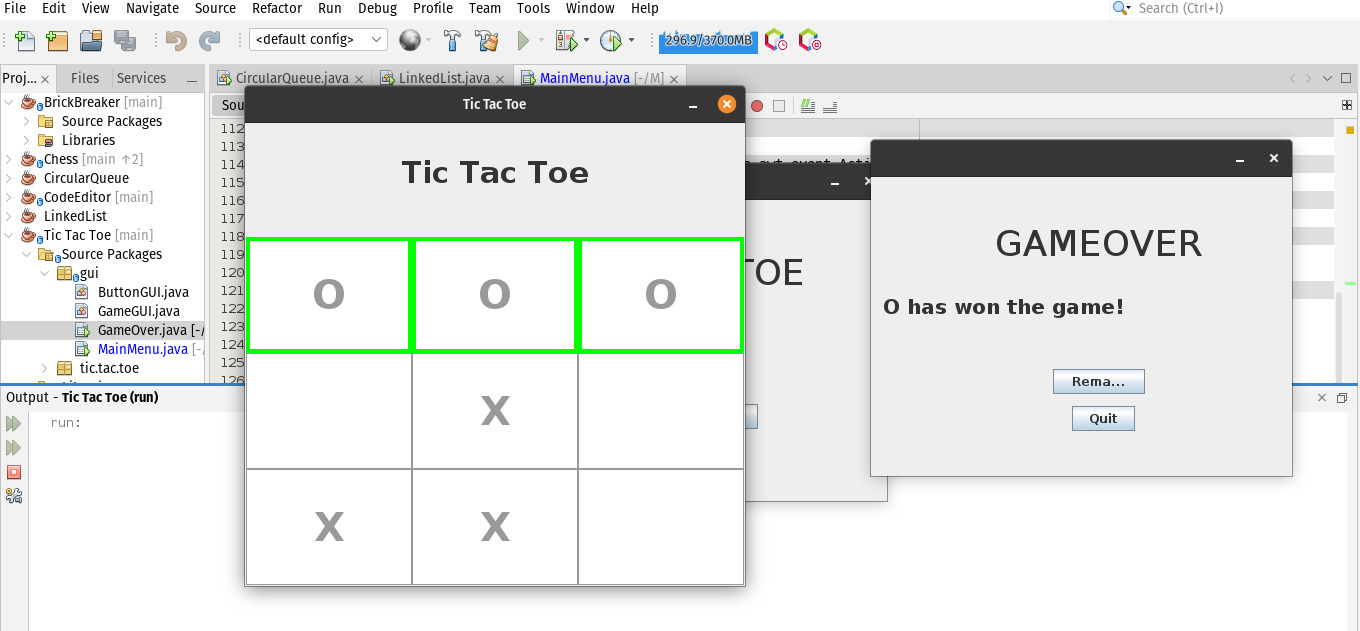 File Edit View Navigate Source Refactor Run Debug Profile Team Tools Window Help Search (Ctrl+I)
<default config> 296.9/370.0MB
Proj... Files Services CircularQueue.java LinkedList.java MainMenu.java [-/M]
BrickBreaker [main]
Source Packages
Libraries
Chess [main ↑2]
CircularQueue
CodeEditor [main]
LinkedList
Tic Tac Toe [main]
Source Packages
gui
ButtonGUI.java
GameGUI.java
GameOver.java [-/
MainMenu.java [-/
tic.tac.toe
Sou
112
113
114
115
116
117
118
119
120
121
122
123
124
125
126
Tic Tac Toe
Tic Tac Toe
O O O
X
X X
TOE
GAMEOVER
O has won the game!
Rema...
Quit
Output - Tic Tac Toe (run)
run: